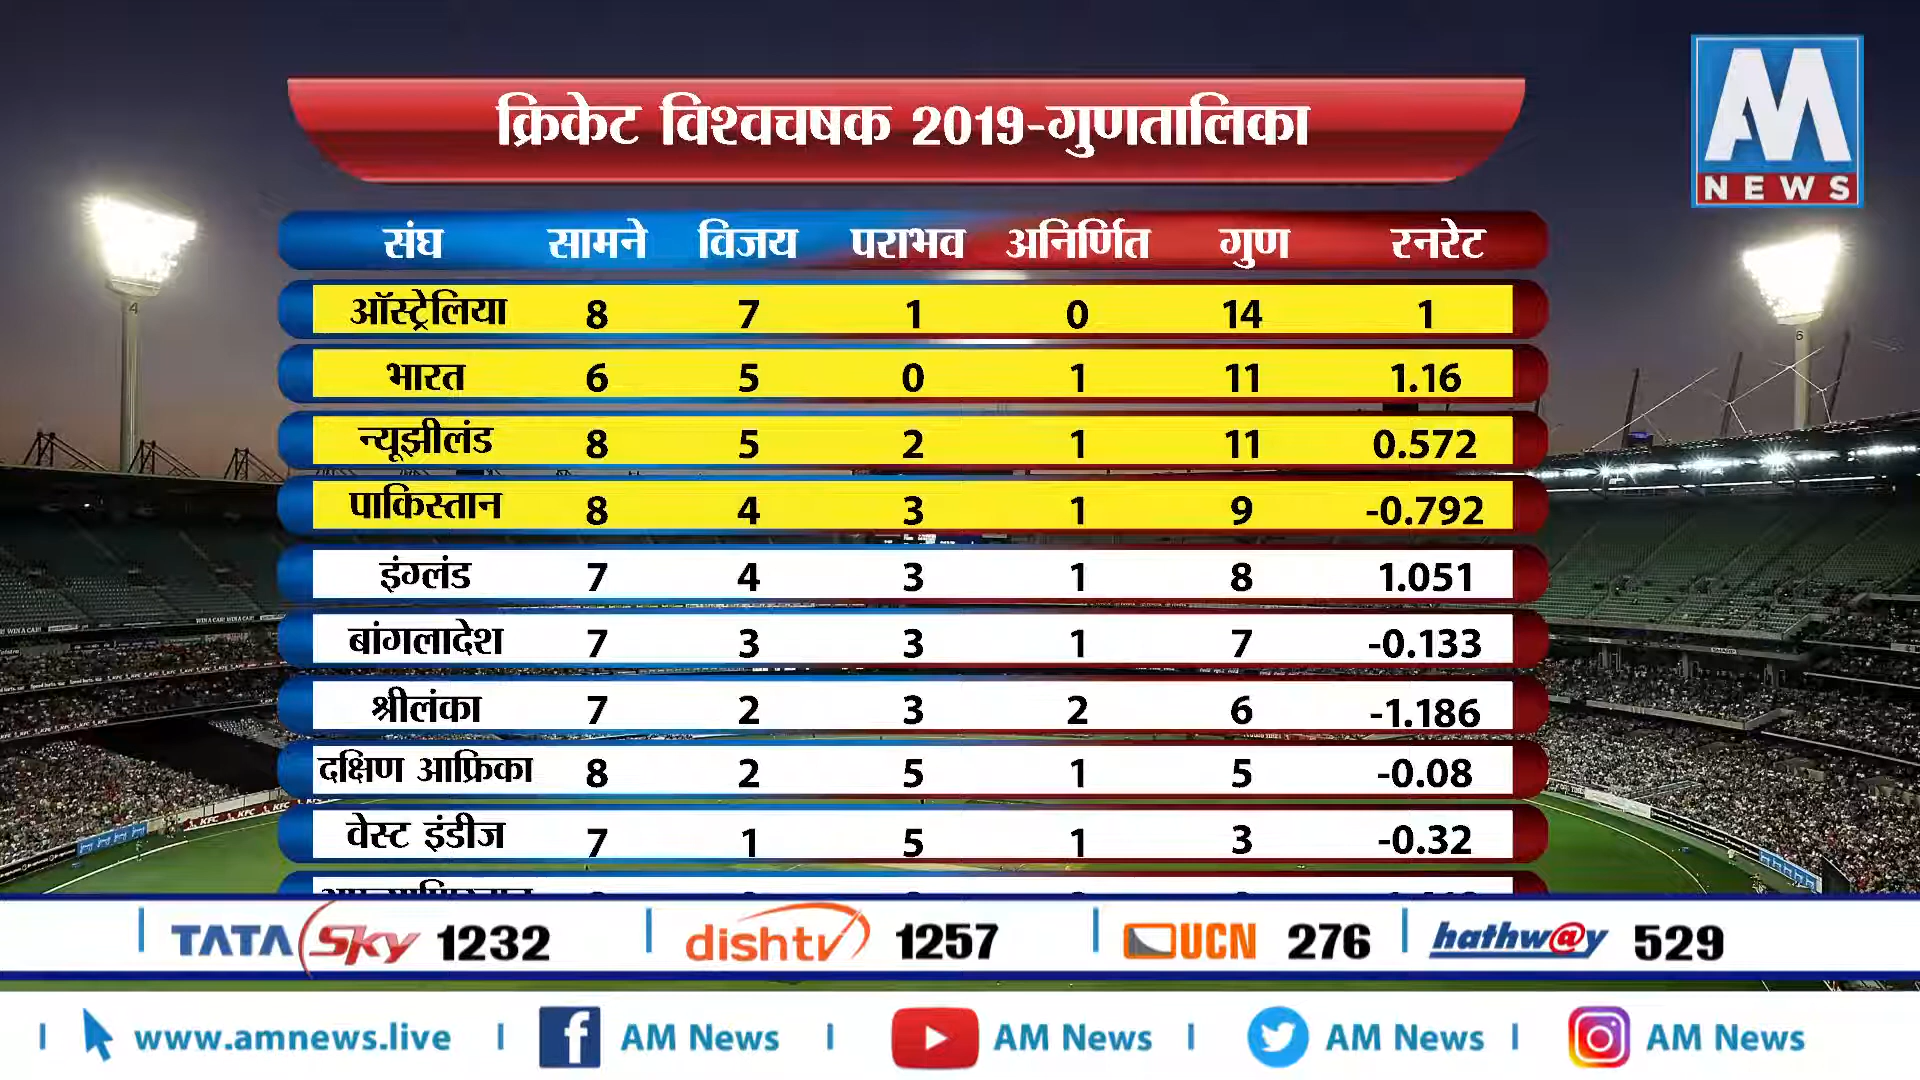 AM
NEWS
क्रिकेट विश्वचषक 2019-गुणतालिका
संघ सामने विजय पराभव अनिर्णित गुण रनरेट
ऑस्ट्रेलिया 8 7 1 0 14 1
भारत 6 5 0 1 11 1.16
न्यूझीलंड 8 5 2 1 11 0.572
पाकिस्तान 8 4 3 1 9 -0.792
इंग्लंड 7 4 3 1 8 1.051
बांगलादेश 7 3 3 1 7 -0.133
श्रीलंका 7 2 3 2 6 -1.186
दक्षिण आफ्रिका 8 2 5 1 5 -0.08
वेस्ट इंडीज 7 1 5 1 3 -0.32
TATA Sky 1232 dishtv 1257 UCN 276 hathw@y 529
www.amnews.live AM News AM News AM News AM News